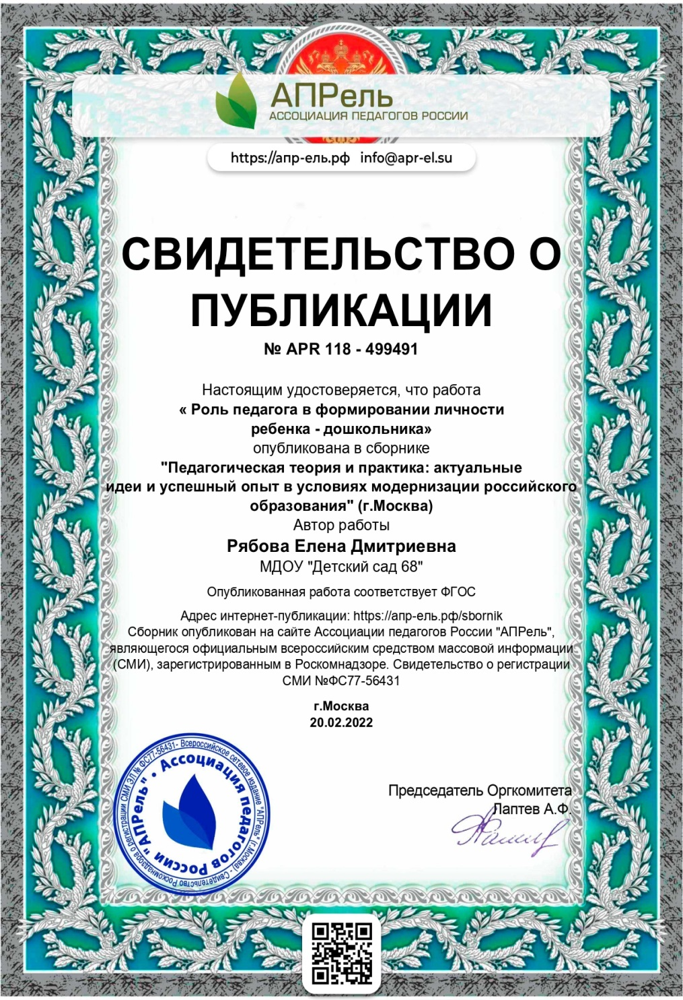 АПРель
АССОЦИАЦИЯ ПЕДАГОГОВ РОССИИ
https://апр-ель.рф info@apr-el.su
СВИДЕТЕЛЬСТВО О
ПУБЛИКАЦИИ
№ APR 118 - 499491
Настоящим удостоверяется, что работа
« Роль педагога в формировании личности
ребенка - дошкольника»
опубликована в сборнике
"Педагогическая теория и практика: актуальные
идеи и успешный опыт в условиях модернизации российского
образования" (г.Москва)
Автор работы
Рябова Елена Дмитриевна
МДОУ "Детский сад 68"
Опубликованная работа соответствует ФГОС
Адрес интернет-публикации: https://апр-ель.рф/sbornik
Сборник опубликован на сайте Ассоциации педагогов России "АПРель",
являющегося официальным всероссийским средством массовой информации
(СМИ), зарегистрированным в Роскомнадзоре. Свидетельство о регистрации
СМИ №ФС77-56431
г.Москва
20.02.2022
Всероссийское сетевое издание "АПРель" (г.Москва) - Свидетельство Роскомнадзора о регистрации СМИ ЭЛ № ФС77-56431-
Ассоциация педагогов России "АПРель" •
Председатель Оргкомитета
Лаптев А.Ф.